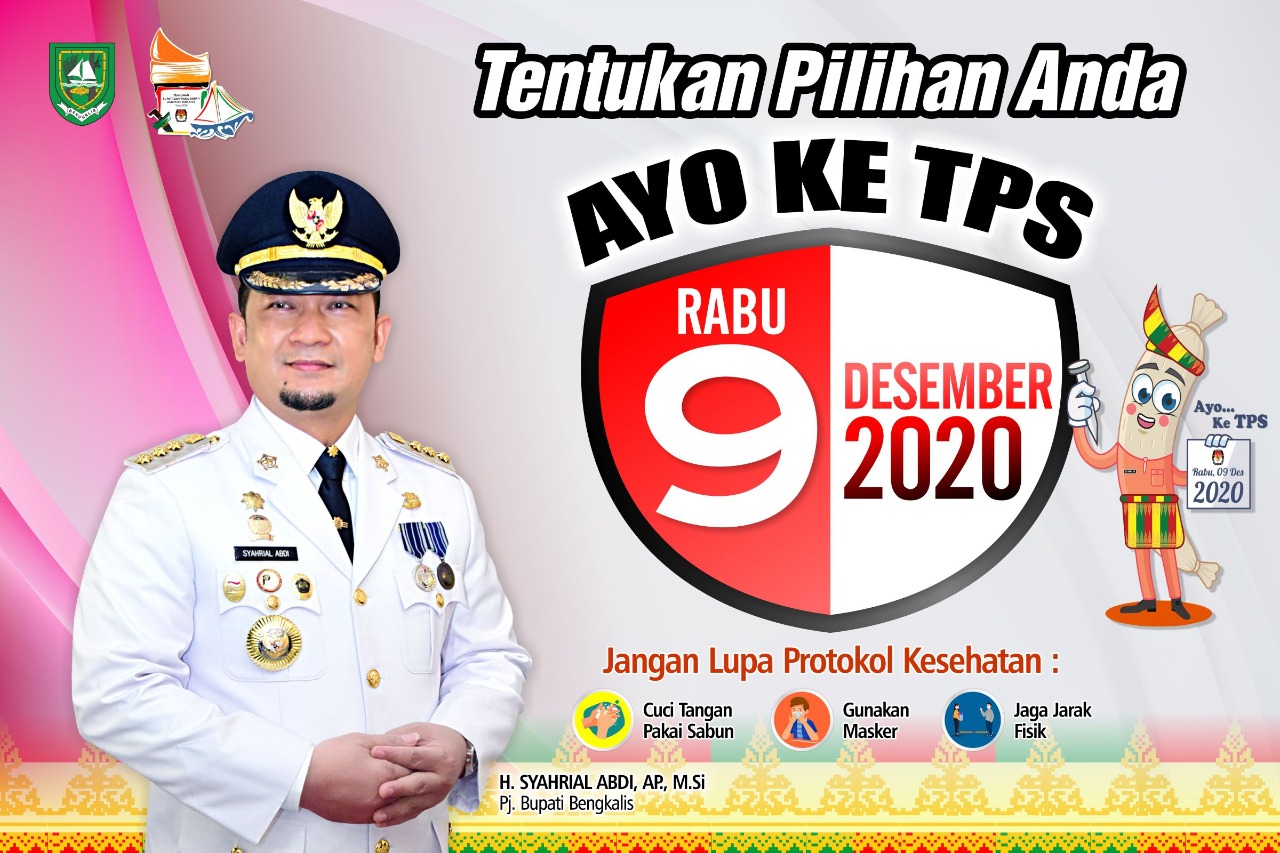 Tentukan Pilihan Anda
AYO KE TPS
RABU
9
DESEMBER
2020
Ayo...
Ke TPS
Rabu, 09 Des
2020
SYAHRIAL ABDI
Jangan Lupa Protokol Kesehatan :
Cuci Tangan
Pakai Sabun
Gunakan
Masker
Jaga Jarak
Fisik
H. SYAHRIAL ABDI, AP., M.Si
Pj. Bupati Bengkalis